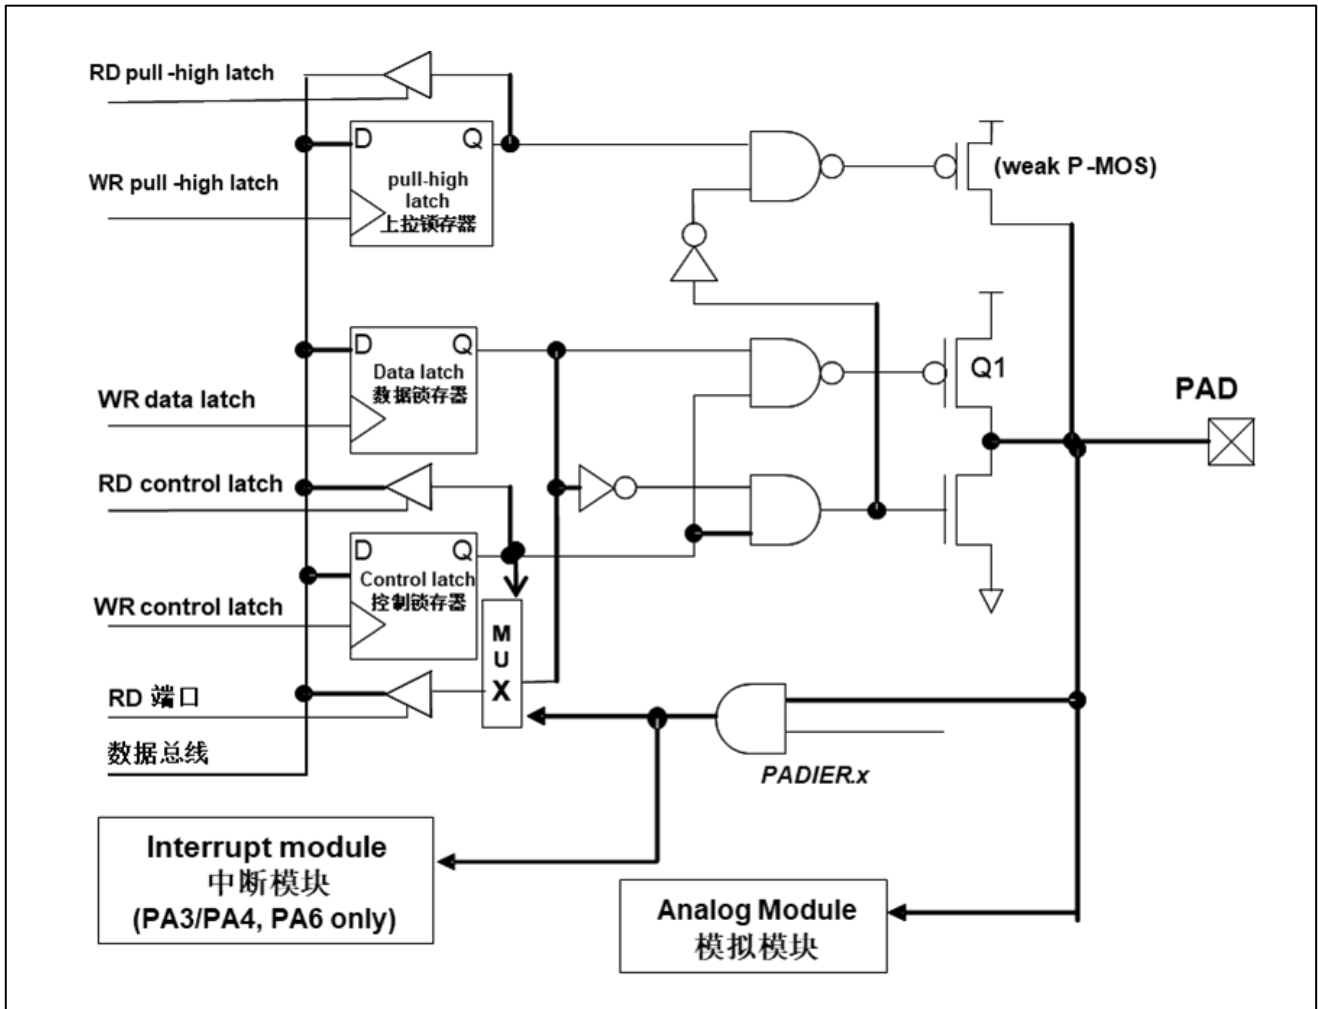 RD pull -high latch
D
Q
(weak P -MOS)
WR pull -high latch
pull-high
latch
上拉锁存器
D
Q
Data latch
数据锁存器
Q1
PAD
WR data latch
RD control latch
D
Q
Control latch
控制锁存器
WR control latch
M
U
X
RD 端口
数据总线
PADIER.x
Interrupt module
中断模块
(PA3/PA4, PA6 only)
Analog Module
模拟模块